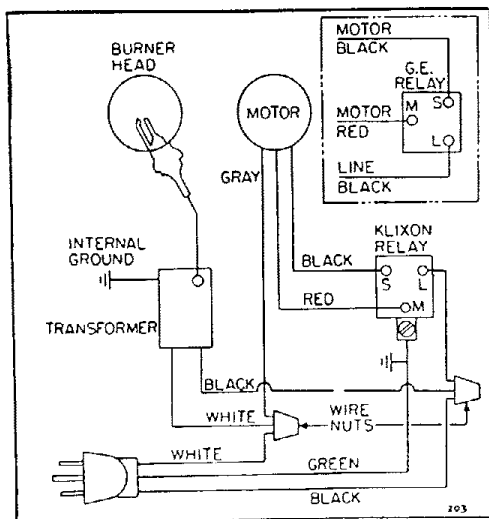 BURNER
HEAD
MOTOR
GRAY
MOTOR
BLACK
G.E.
RELAY
M
S
MOTOR
RED
L
LINE
BLACK
KLIXON
RELAY
INTERNAL
GROUND
BLACK
S
L
RED
M
TRANSFORMER
BLACK
WHITE
WIRE
NUTS
WHITE
GREEN
BLACK
203